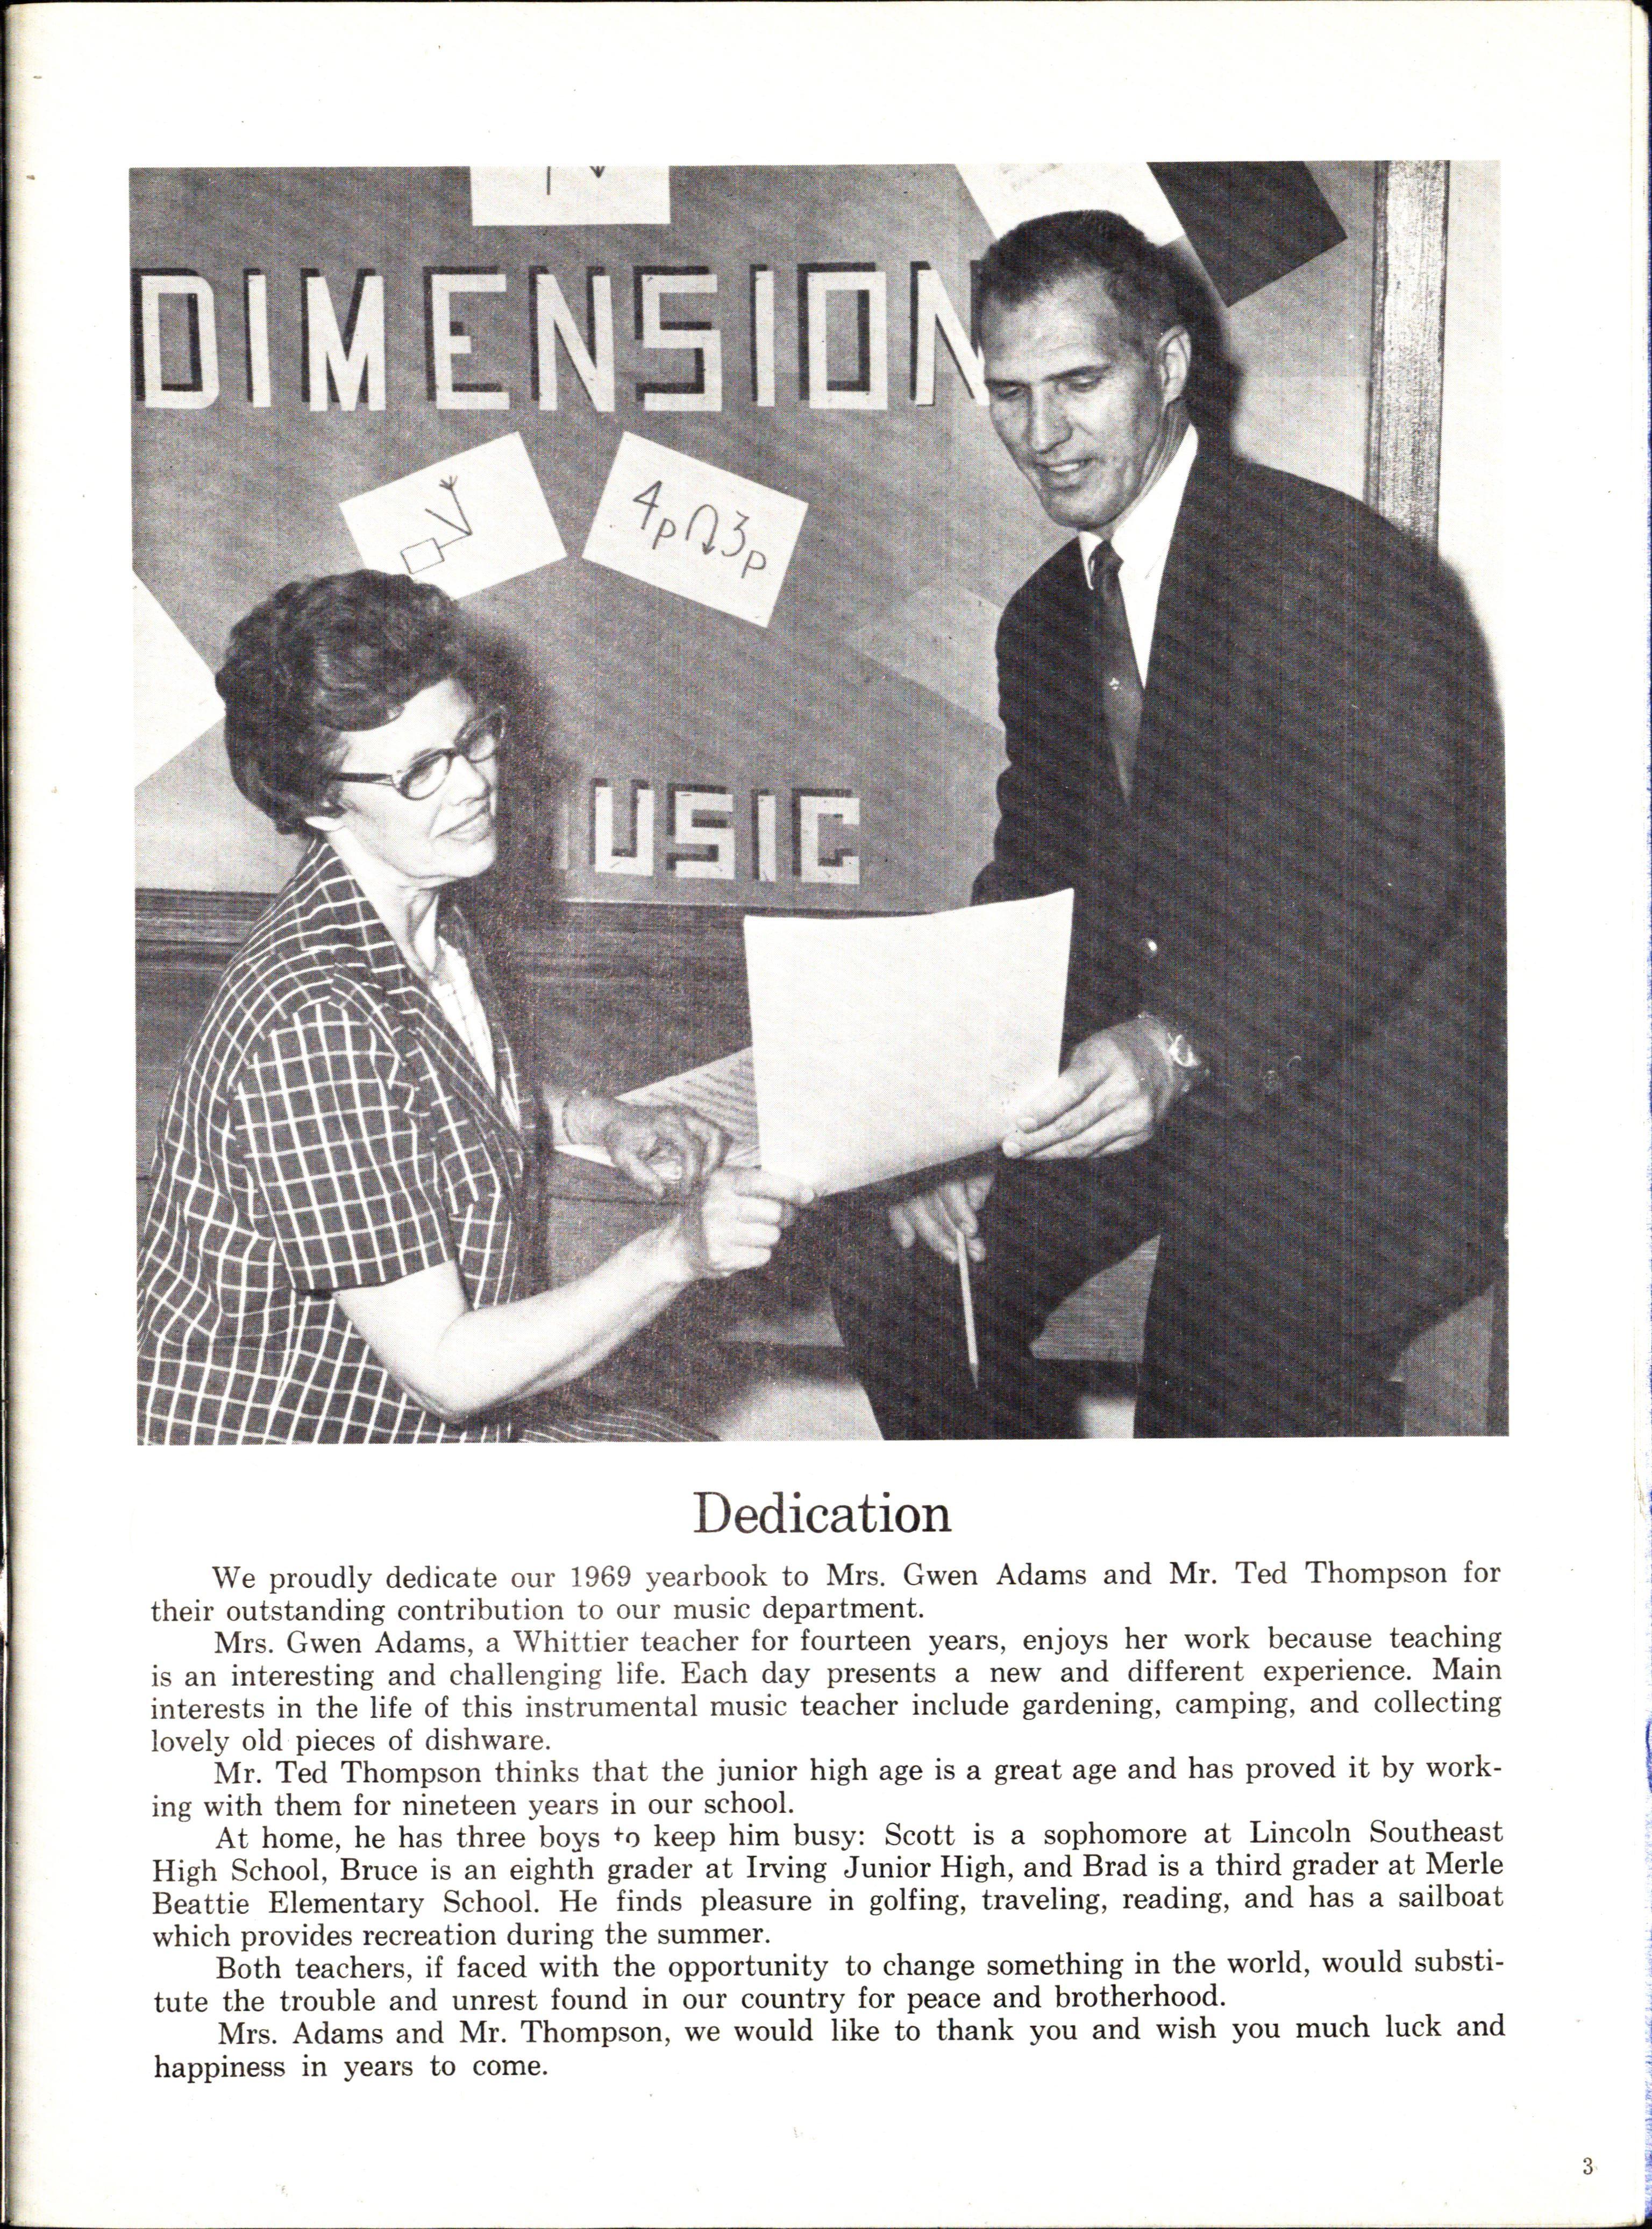 DIMENSION
4p 3p
USIC
Dedication
We proudly dedicate our 1969 yearbook to Mrs. Gwen Adams and Mr. Ted Thompson for
their outstanding contribution to our music department.
Mrs. Gwen Adams, a Whittier teacher for fourteen years, enjoys her work because teaching
is an interesting and challenging life. Each day presents a new and different experience. Main
interests in the life of this instrumental music teacher include gardening, camping, and collecting
lovely old pieces of dishware.
Mr. Ted Thompson thinks that the junior high age is a great age and has proved it by work-
ing with them for nineteen years in our school.
At home, he has three boys to keep him busy: Scott is a sophomore at Lincoln Southeast
High School, Bruce is an eighth grader at Irving Junior High, and Brad is a third grader at Merle
Beattie Elementary School. He finds pleasure in golfing, traveling, reading, and has a sailboat
which provides recreation during the summer.
Both teachers, if faced with the opportunity to change something in the world, would substi-
tute the trouble and unrest found in our country for peace and brotherhood.
Mrs. Adams and Mr. Thompson, we would like to thank you and wish you much luck and
happiness in years to come.
3